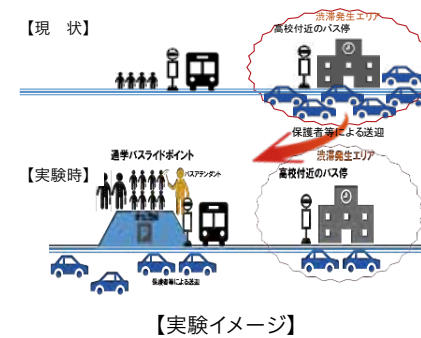 渋滞発生エリア
【現　状】
高校付近のバス停
保護者等による送迎
通学バスライドポイント
渋滞発生エリア
【実験時】
バスアテンダント
高校付近のバス停
P
保護者等による送迎
【実験イメージ】